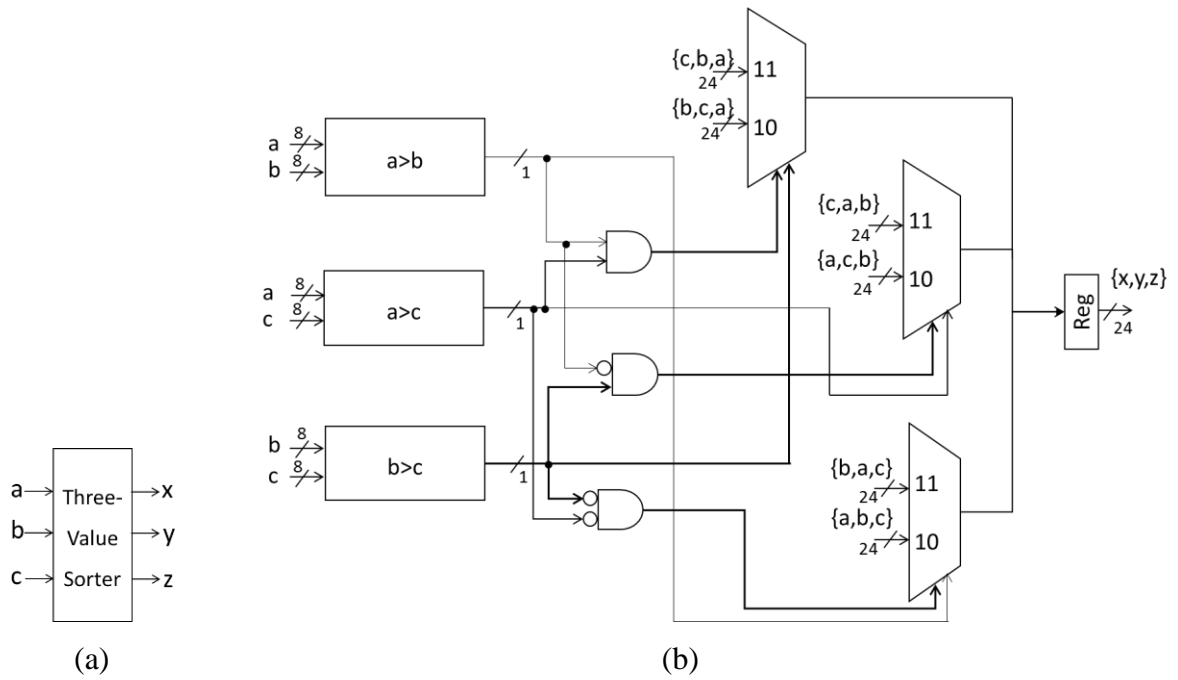 a
b
c
Three-
Value
Sorter
x
y
z
(a)
a
8
b
8
a>b
1
a
8
c
8
a>c
1
b
8
c
8
b>c
1
{c,b,a}
24
11
{b,c,a}
24
10
{c,a,b}
24
11
{a,c,b}
24
10
{b,a,c}
24
11
{a,b,c}
24
10
Reg
{x,y,z}
24
(b)